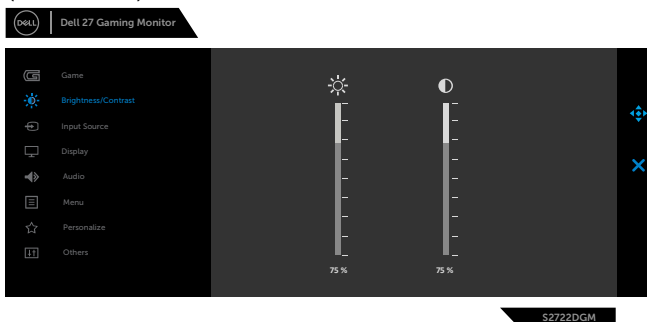 DELL
Dell 27 Gaming Monitor
Game
Brightness/Contrast
Input Source
Display
Audio
Menu
Personalize
Others
75 %
75 %
S2722DGM